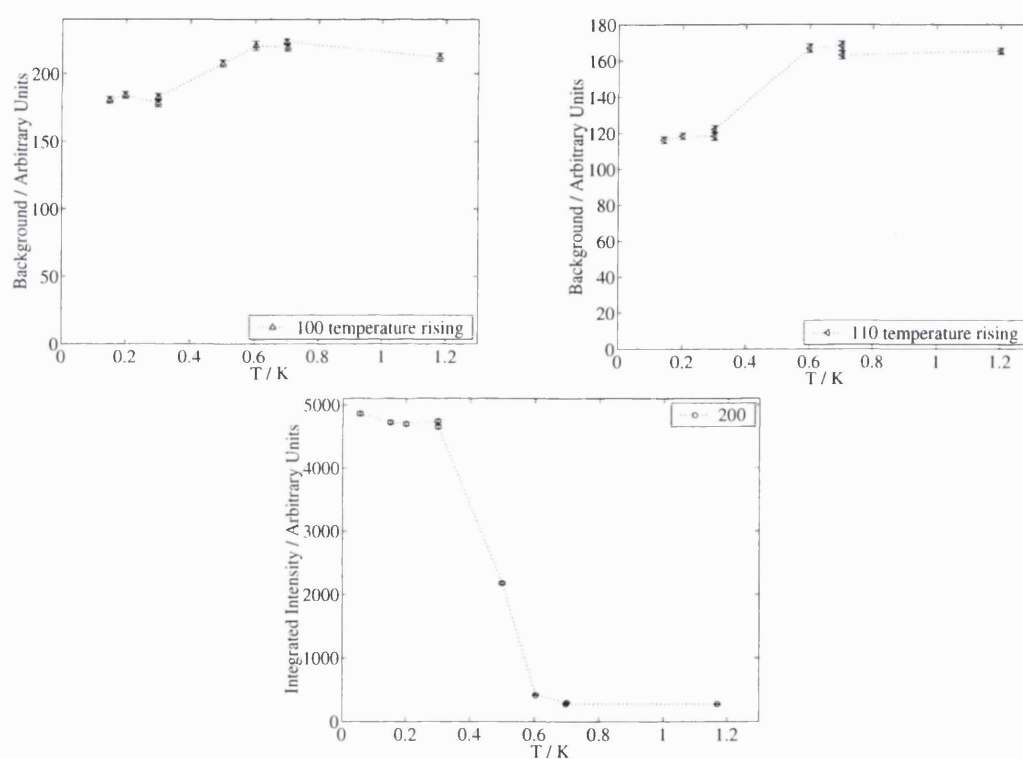 200
150
100
50
0
Background / Arbitrary Units
100 temperature rising
0 0.2 0.4 0.6 0.8 1 1.2
T / K
180
160
140
120
100
80
60
40
20
0
Background / Arbitrary Units
110 temperature rising
0 0.2 0.4 0.6 0.8 1 1.2
T / K
5000
4000
3000
2000
1000
0
Integrated Intensity / Arbitrary Units
200
0 0.2 0.4 0.6 0.8 1 1.2
T / K